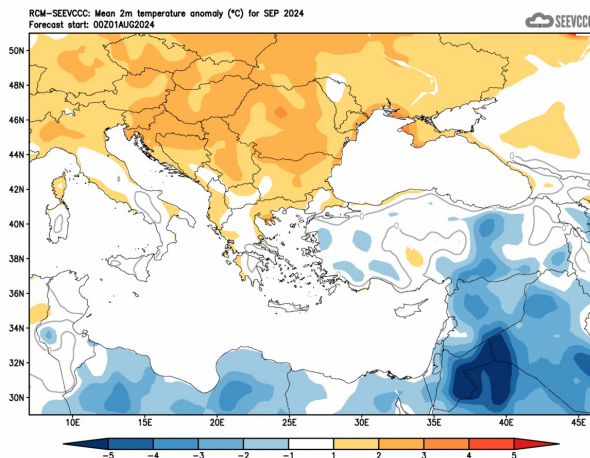 RCM-SEEVCCC: Mean 2m temperature anomaly (°C) for SEP 2024
Forecast start: 00Z01AUG2024
SEEVCCC
50N
48N
46N
44N
42N
40N
38N
36N
34N
32N
30N
10E 15E 20E 25E 30E 35E 40E 45E
-5 -4 -3 -2 -1 1 2 3 4 5